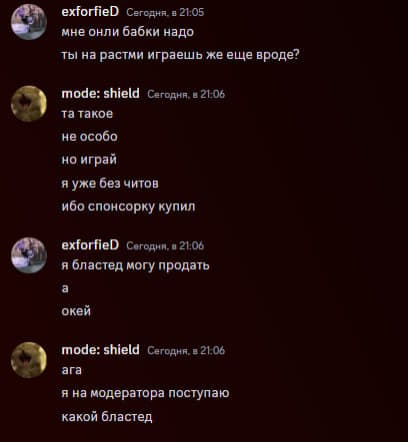 exforfieD Сегодня, в 21:05
мне онли бабки надо
ты на растми играешь же еще вроде?
mode: shield Сегодня, в 21:06
та такое
не особо
но играй
я уже без читов
ибо спонсорку купил
exforfieD Сегодня, в 21:06
я бластед могу продать
а
окей
mode: shield Сегодня, в 21:06
ага
я на модератора поступаю
какой бластед